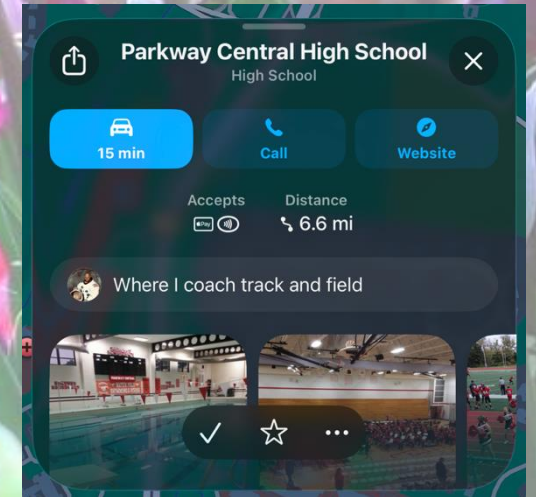 Parkway Central High School
High School
15 min
Call
Website
Accepts
Distance
Pay
6.6 mi
Where I coach track and field